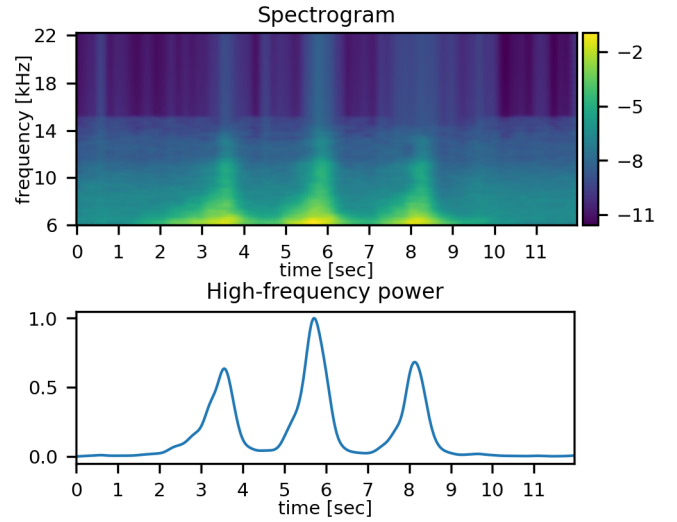 Spectrogram
22
18
14
10
6
frequency [kHz]
0 1 2 3 4 5 6 7 8 9 10 11
time [sec]
−2
−5
−8
−11
High-frequency power
1.0
0.5
0.0
0 1 2 3 4 5 6 7 8 9 10 11
time [sec]